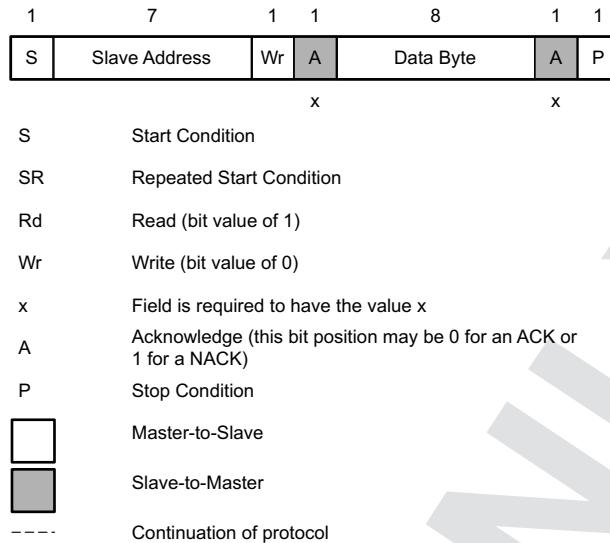 1 7 1 1 8 1 1
S Slave Address Wr A Data Byte A P
x x
S Start Condition
SR Repeated Start Condition
Rd Read (bit value of 1)
Wr Write (bit value of 0)
x Field is required to have the value x
A Acknowledge (this bit position may be 0 for an ACK or
1 for a NACK)
P Stop Condition
Master-to-Slave
Slave-to-Master
Continuation of protocol